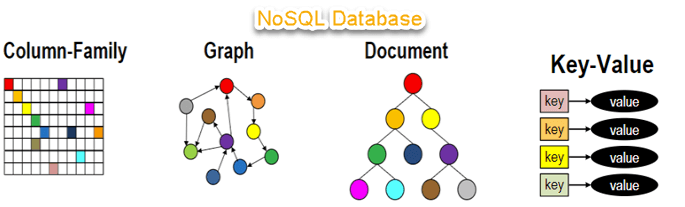 NoSQL Database
Column-Family
Graph
Document
Key-Value
key value
key value
key value
key value